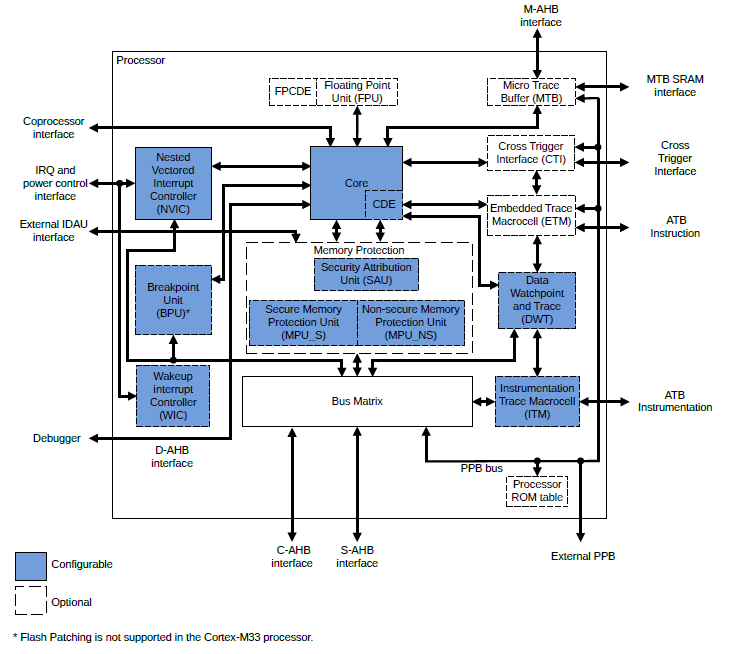 M-AHB
interface
Processor
FPCDE
Floating Point
Unit (FPU)
Micro Trace
Buffer (MTB)
MTB SRAM
interface
Coprocessor
interface
Nested
Vectored
Interrupt
Controller
(NVIC)
Core
CDE
Cross Trigger
Interface (CTI)
Cross
Trigger
Interface
IRQ and
power control
interface
Embedded Trace
Macrocell (ETM)
ATB
Instruction
External IDAU
interface
Memory Protection
Security Attribution
Unit (SAU)
Breakpoint
Unit
(BPU)*
Data
Watchpoint
and Trace
(DWT)
Secure Memory
Protection Unit
(MPU_S)
Non-secure Memory
Protection Unit
(MPU_NS)
Wakeup
interrupt
Controller
(WIC)
Bus Matrix
Instrumentation
Trace Macrocell
(ITM)
ATB
Instrumentation
Debugger
D-AHB
interface
PPB bus
Processor
ROM table
C-AHB
interface
S-AHB
interface
External PPB
Configurable
Optional
* Flash Patching is not supported in the Cortex-M33 processor.